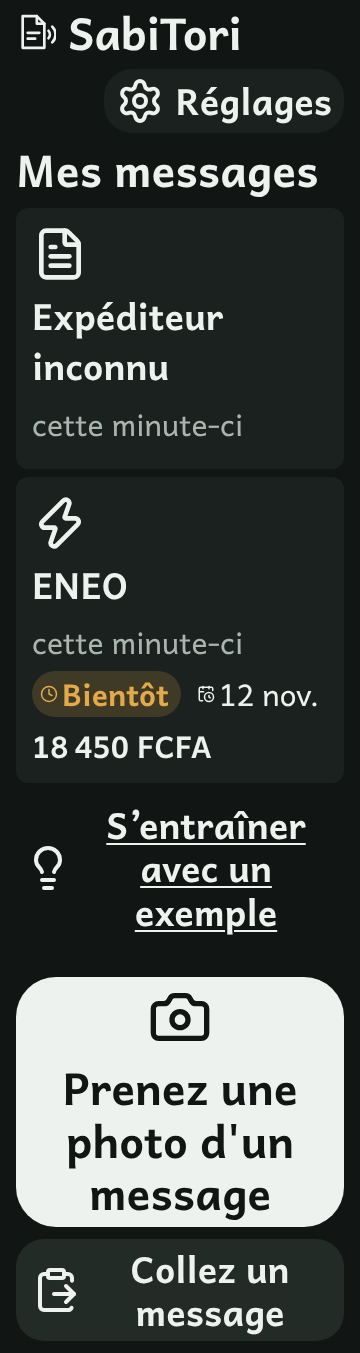 SabiTori
Réglages
Mes messages
Expéditeur
inconnu
cette minute-ci
ENEO
cette minute-ci
Bientôt 12 nov.
18 450 FCFA
S’entraîner
avec un
exemple
Prenez une
photo d'un
message
Collez un
message